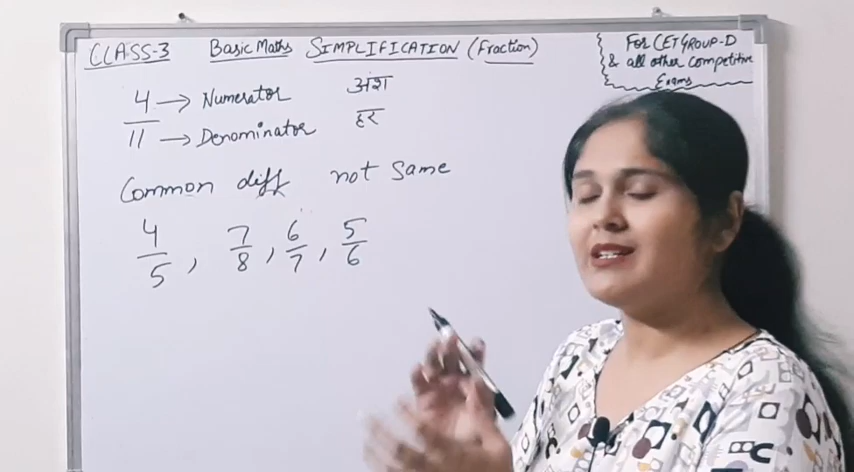 CLASS-3 Basic Maths SIMPLIFICATION (Fraction)
For CET GROUP-D
& all other competitive
Exams
4 → Numerator अंश
11 → Denominator हर
Common diff not same
4/5, 7/8, 6/7, 5/6